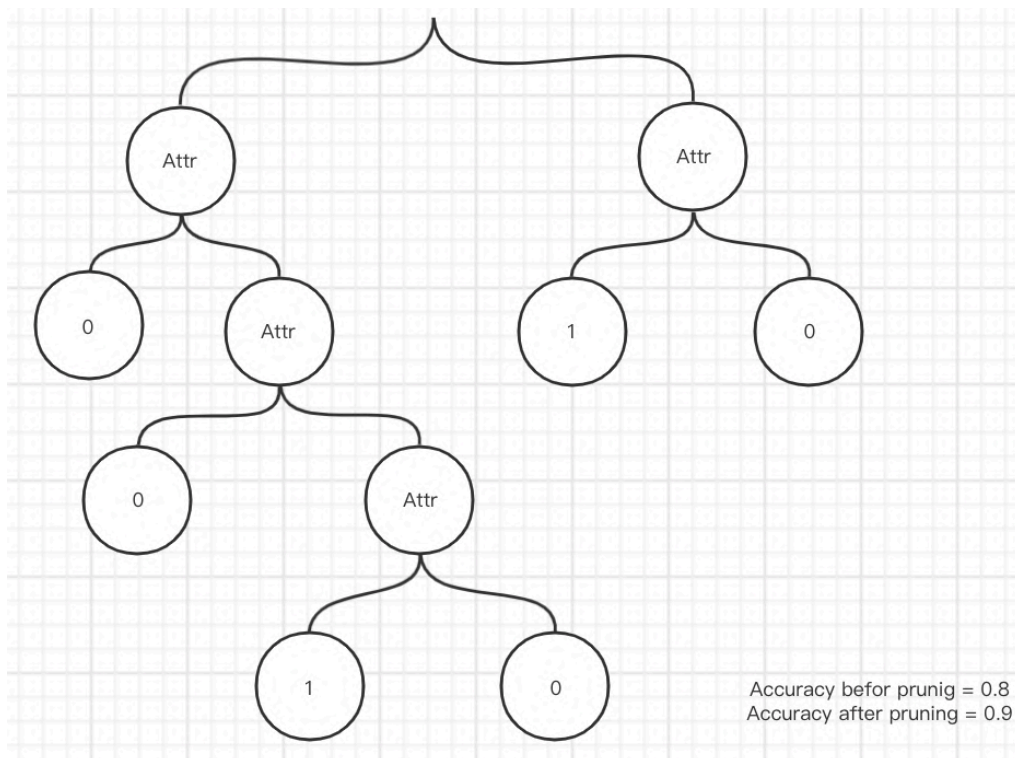 Attr
Attr
0
Attr
1
0
0
Attr
1
0
Accuracy befor prunig = 0.8
Accuracy after pruning = 0.9